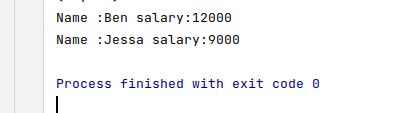 Name :Ben salary:12000
Name :Jessa salary:9000
Process finished with exit code 0